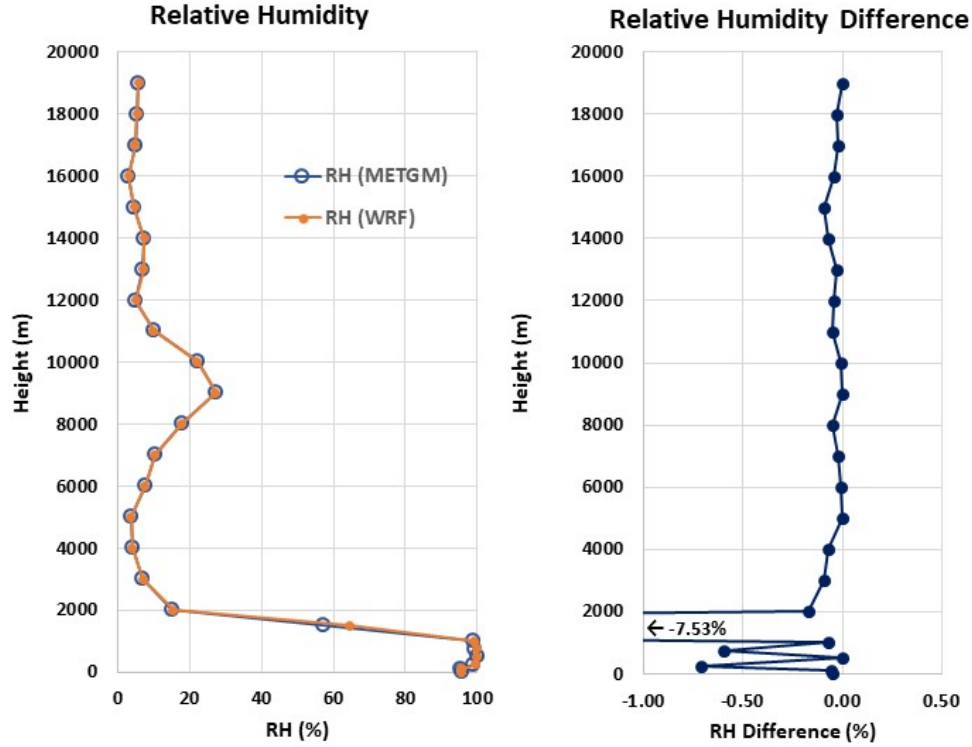 Relative Humidity
20000
18000
16000
14000
12000
10000
8000
6000
4000
2000
0
Height (m)
RH (METGM)
RH (WRF)
0 20 40 60 80 100
RH (%)
Relative Humidity Difference
20000
18000
16000
14000
12000
10000
8000
6000
4000
2000
0
Height (m)
← -7.53%
-1.00 -0.50 0.00 0.50
RH Difference (%)